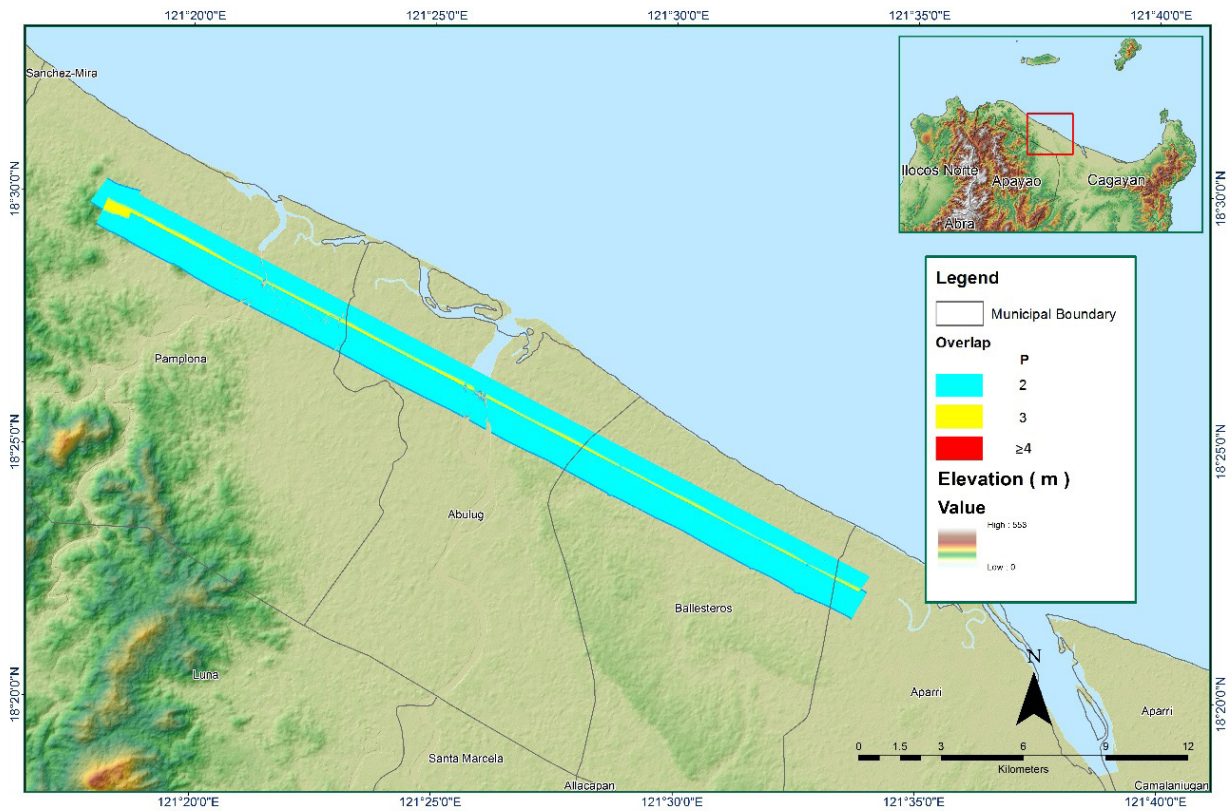 121°20'0"E 121°25'0"E 121°30'0"E 121°35'0"E 121°40'0"E
Sanchez-Mira
Ilocos Norte
Apayao
Cagayan
Abra
18°30'0"N
18°30'0"N
Legend
Municipal Boundary
Overlap
P
2
3
≥4
Elevation ( m )
Value
High : 553
Low : 0
Pamplona
18°25'0"N
18°25'0"N
Abulug
Ballesteros
Luna
N
Aparri
Aparri
18°20'0"N
18°20'0"N
Santa Marcela
Allacapan
0 1.5 3 6 9 12
Kilometers
Camalaniugan
121°20'0"E 121°25'0"E 121°30'0"E 121°35'0"E 121°40'0"E